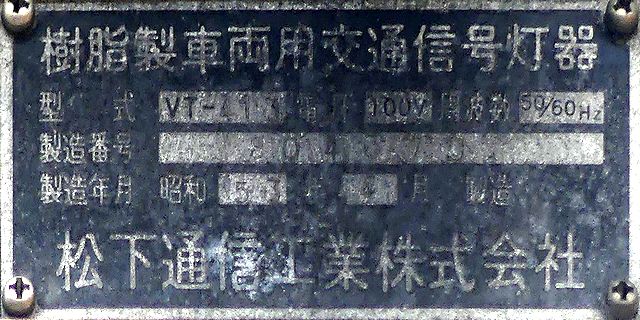 樹脂製車両用交通信号灯器
型 式 VT- 電 100V 周波数 50/60Hz
製造番号
製造年月 昭和 53 年 月 製造
松下通信工業株式会社